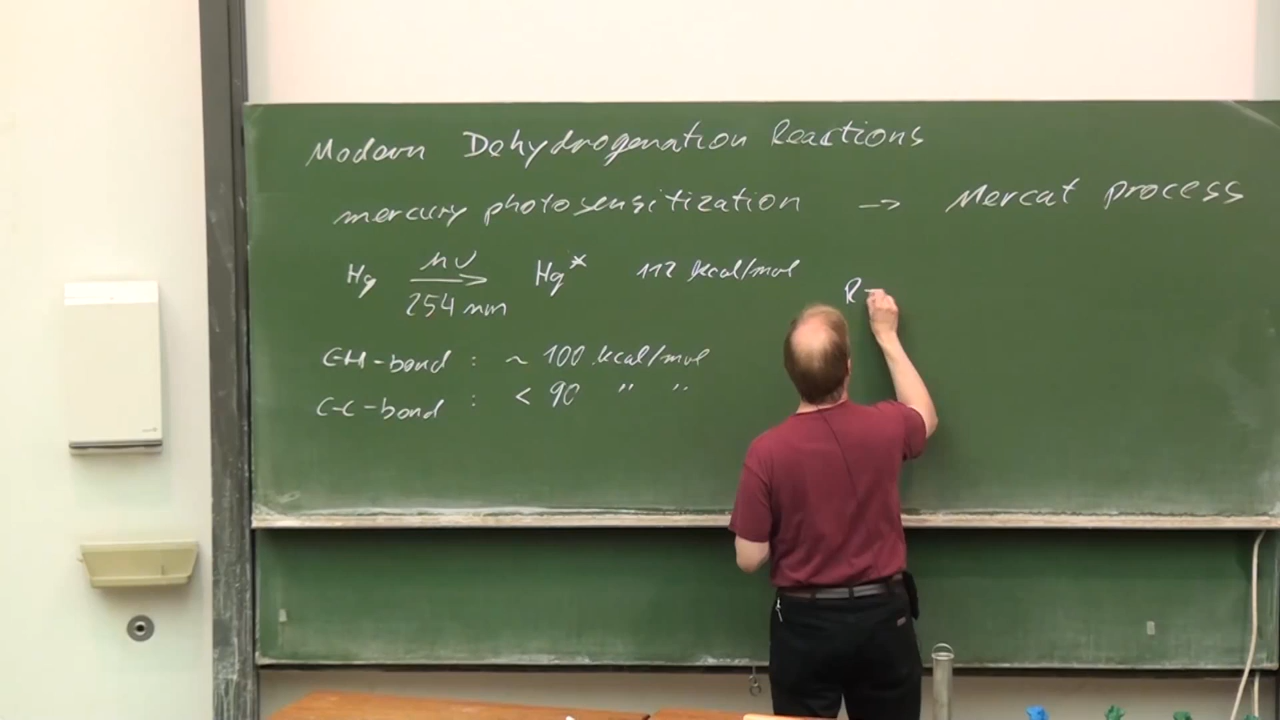 Modern Dehydrogenation Reactions
mercury photosensitization → Mercat process
Hg hν → 254 nm Hg* 112 kcal/mol
R-
CH-bond : ~ 100 kcal/mol
C-C-bond : < 90 " "